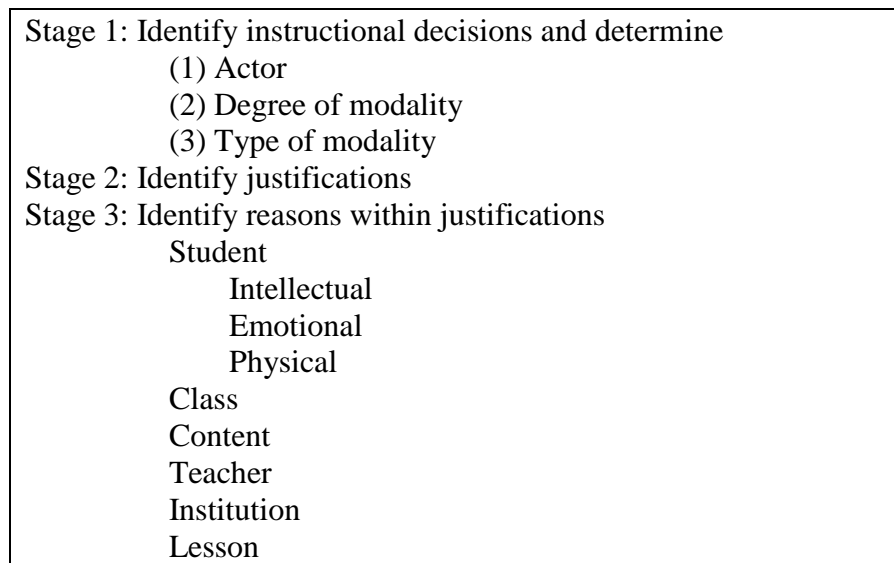 Stage 1: Identify instructional decisions and determine
(1) Actor
(2) Degree of modality
(3) Type of modality
Stage 2: Identify justifications
Stage 3: Identify reasons within justifications
Student
Intellectual
Emotional
Physical
Class
Content
Teacher
Institution
Lesson